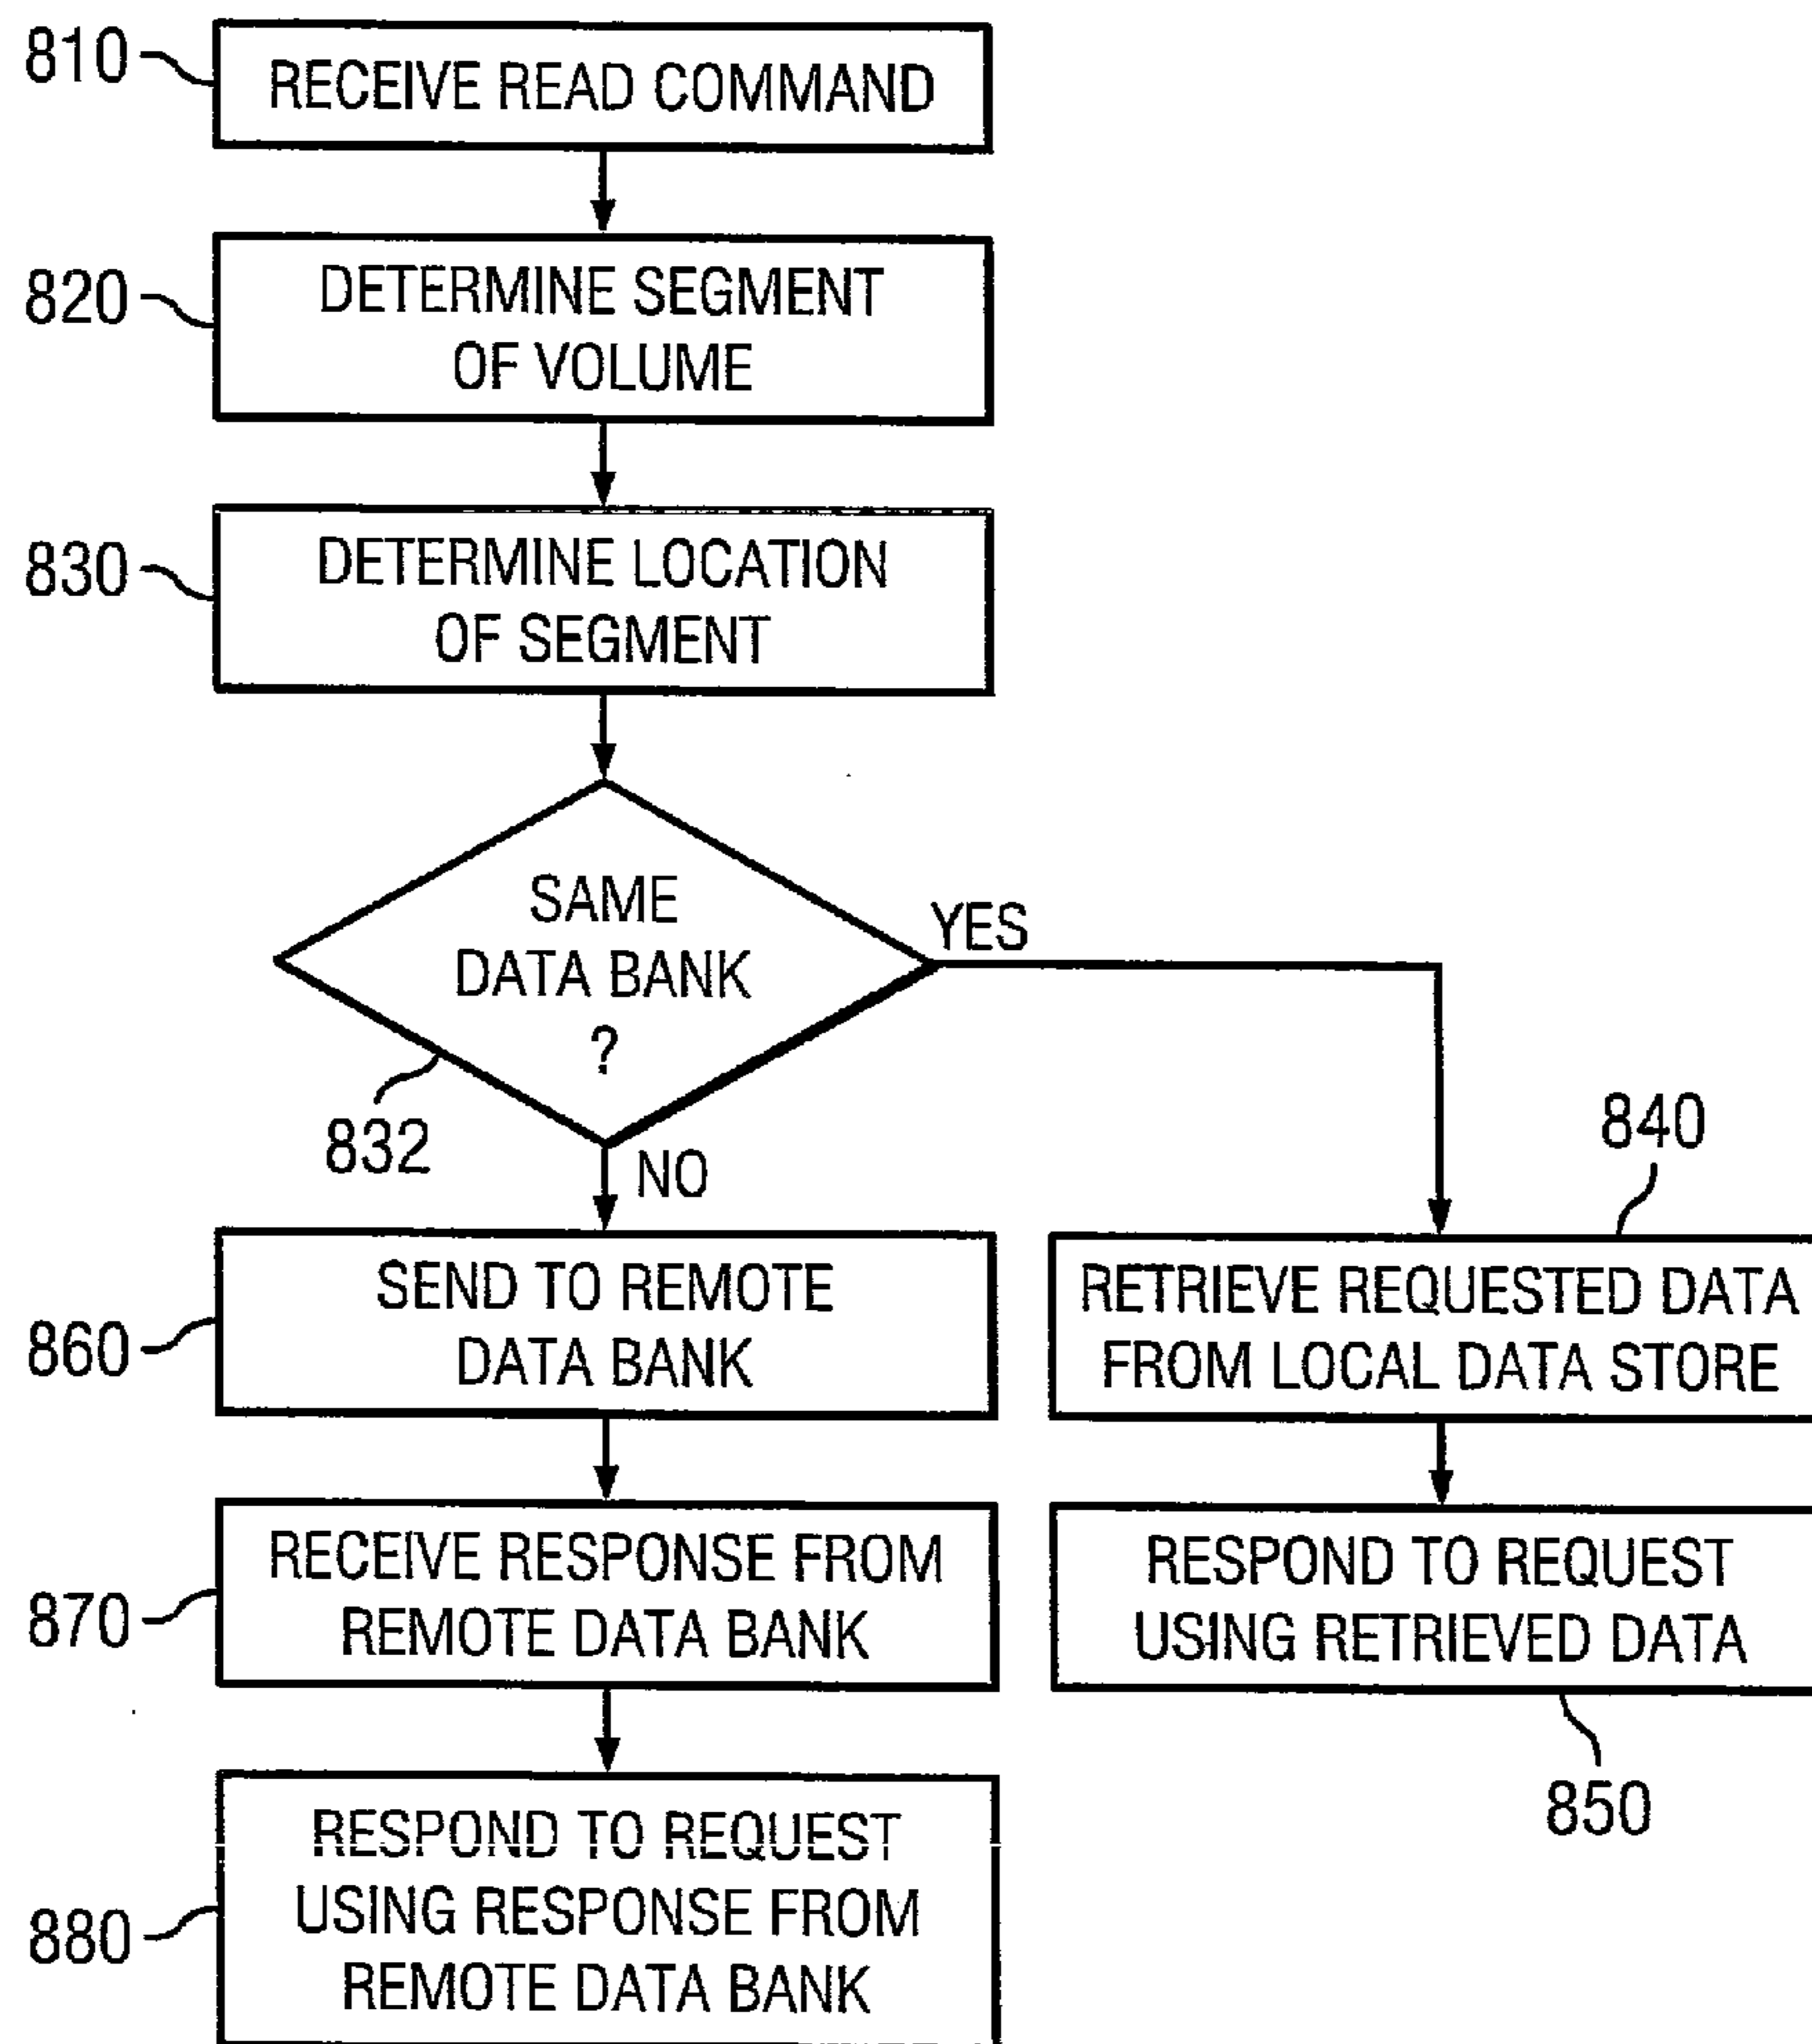 810
RECEIVE READ COMMAND
820
DETERMINE SEGMENT
OF VOLUME
830
DETERMINE LOCATION
OF SEGMENT
SAME
DATA BANK
?
YES
832
NO
840
860
SEND TO REMOTE
DATA BANK
RETRIEVE REQUESTED DATA
FROM LOCAL DATA STORE
870
RECEIVE RESPONSE FROM
REMOTE DATA BANK
RESPOND TO REQUEST
USING RETRIEVED DATA
850
880
RESPOND TO REQUEST
USING RESPONSE FROM
REMOTE DATA BANK